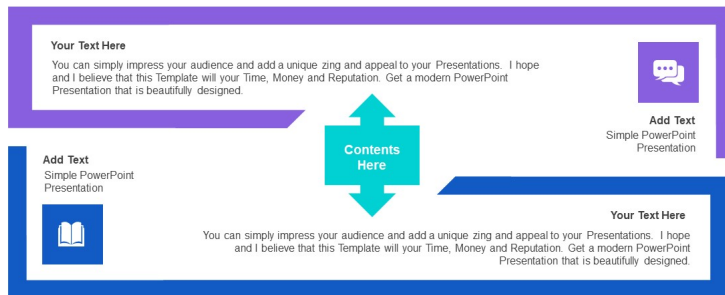 Your Text Here
You can simply impress your audience and add a unique zing and appeal to your Presentations. I hope
and I believe that this Template will your Time, Money and Reputation. Get a modern PowerPoint
Presentation that is beautifully designed.
Add Text
Simple PowerPoint
Presentation
Contents
Here
Add Text
Simple PowerPoint
Presentation
Your Text Here
You can simply impress your audience and add a unique zing and appeal to your Presentations. I hope
and I believe that this Template will your Time, Money and Reputation. Get a modern PowerPoint
Presentation that is beautifully designed.